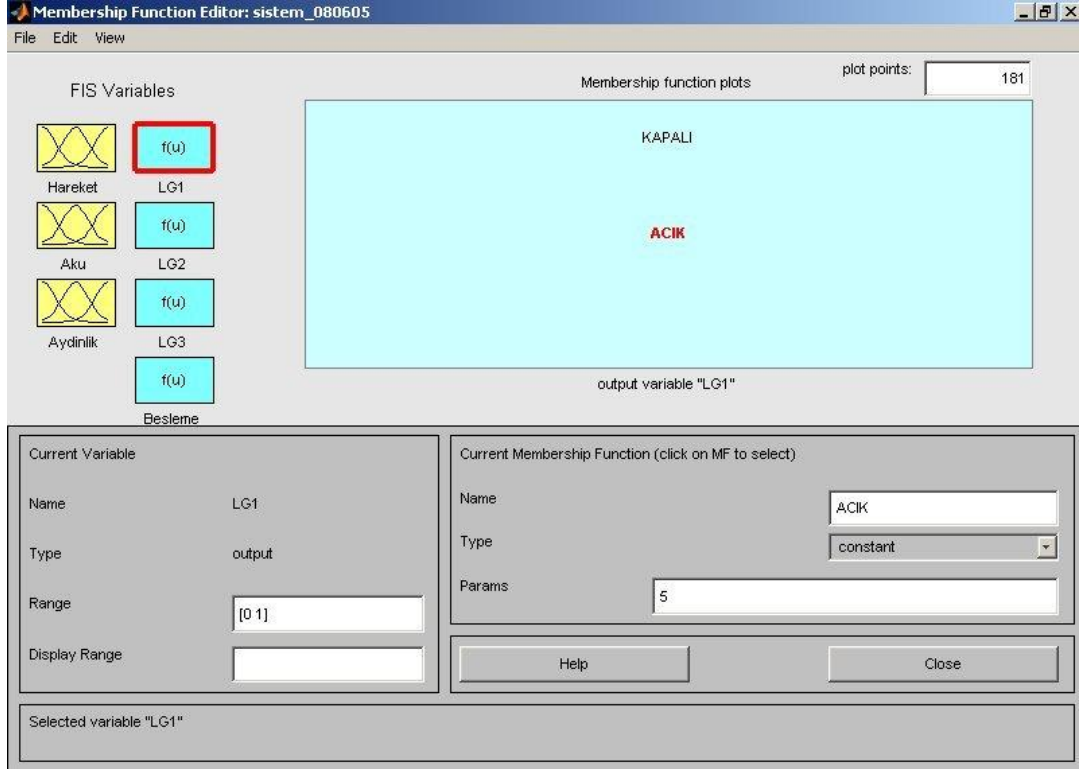 Membership Function Editor: sistem_080605
File Edit View
FIS Variables
f(u)
Hareket LG1
f(u)
Aku LG2
f(u)
Aydinlik LG3
f(u)
Besleme
Membership function plots
plot points: 181
KAPALI
ACIK
output variable "LG1"
Current Variable
Name LG1
Type output
Range [0 1]
Display Range
Current Membership Function (click on MF to select)
Name ACIK
Type constant
Params 5
Help Close
Selected variable "LG1"